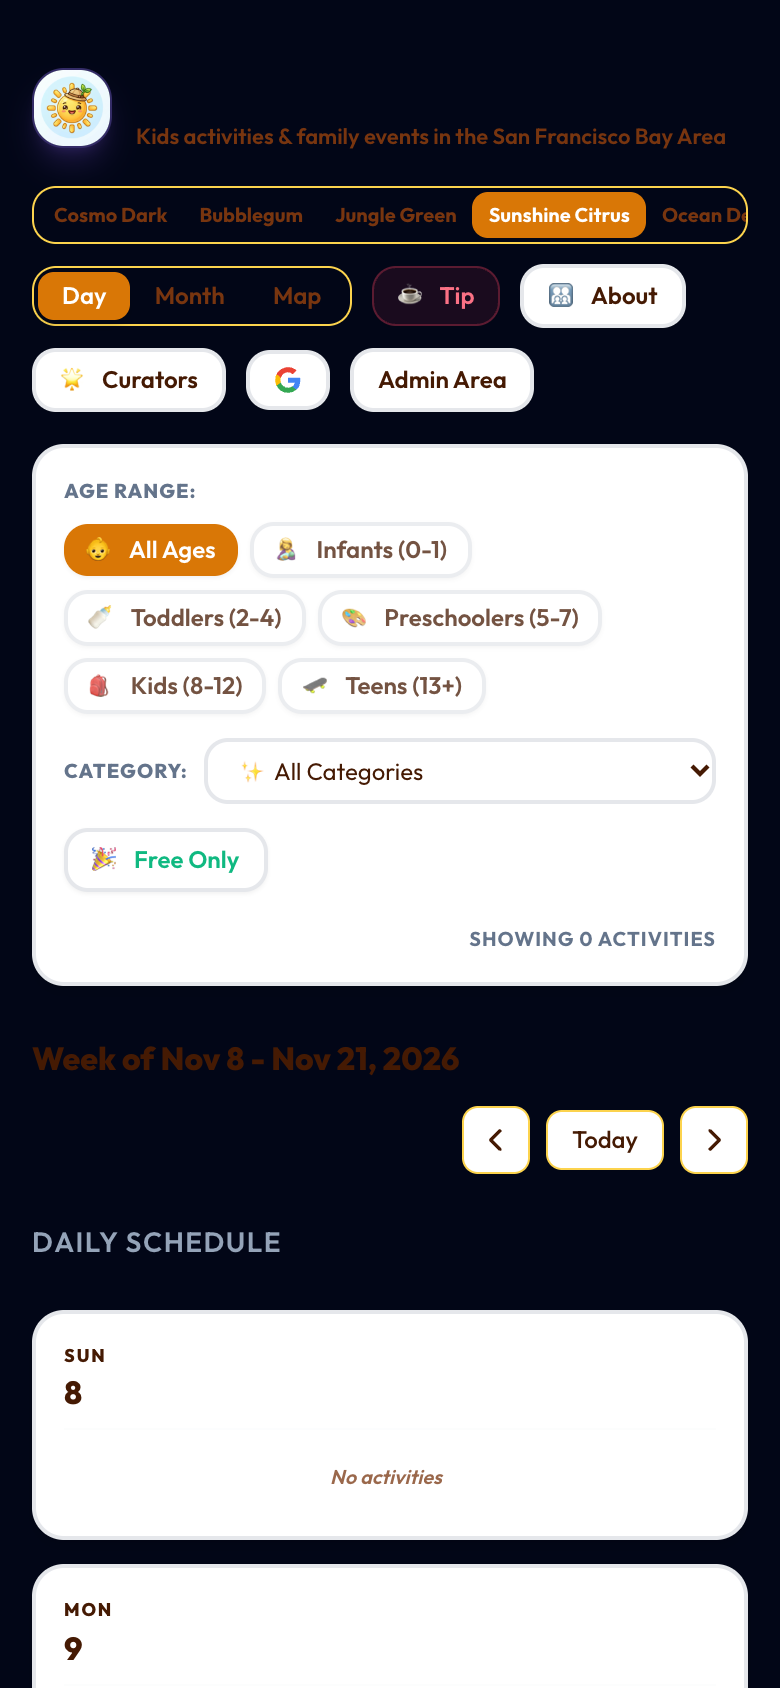 Kids activities & family events in the San Francisco Bay Area
Cosmo Dark Bubblegum Jungle Green Sunshine Citrus Ocean De
Day Month Map Tip About
Curators Admin Area
AGE RANGE:
All Ages Infants (0-1)
Toddlers (2-4) Preschoolers (5-7)
Kids (8-12) Teens (13+)
CATEGORY: All Categories
Free Only
SHOWING 0 ACTIVITIES
Week of Nov 8 - Nov 21, 2026
Today
DAILY SCHEDULE
SUN
8
No activities
MON
9